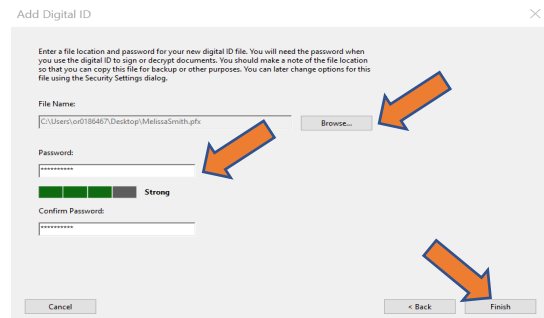 Add Digital ID
Enter a file location and password for your new digital ID file. You will need the password when
you use the digital ID to sign or decrypt documents. You should make a note of the file location
so that you can copy this file for backup or other purposes. You can later change options for this
file using the Security Settings dialog.
File Name:
C:\Users\or0186467\Desktop\MelissaSmith.pfx
Browse...
Password:
**********
Strong
Confirm Password:
**********
Cancel
< Back
Finish